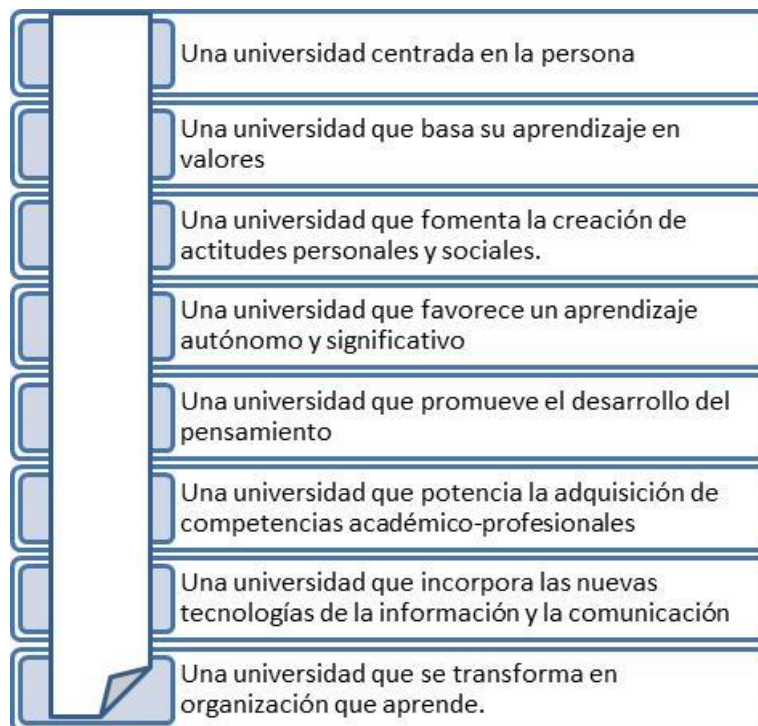 Una universidad centrada en la persona
Una universidad que basa su aprendizaje en
valores
Una universidad que fomenta la creación de
actitudes personales y sociales.
Una universidad que favorece un aprendizaje
autónomo y significativo
Una universidad que promueve el desarrollo del
pensamiento
Una universidad que potencia la adquisición de
competencias académico-profesionales
Una universidad que incorpora las nuevas
tecnologías de la información y la comunicación
Una universidad que se transforma en
organización que aprende.